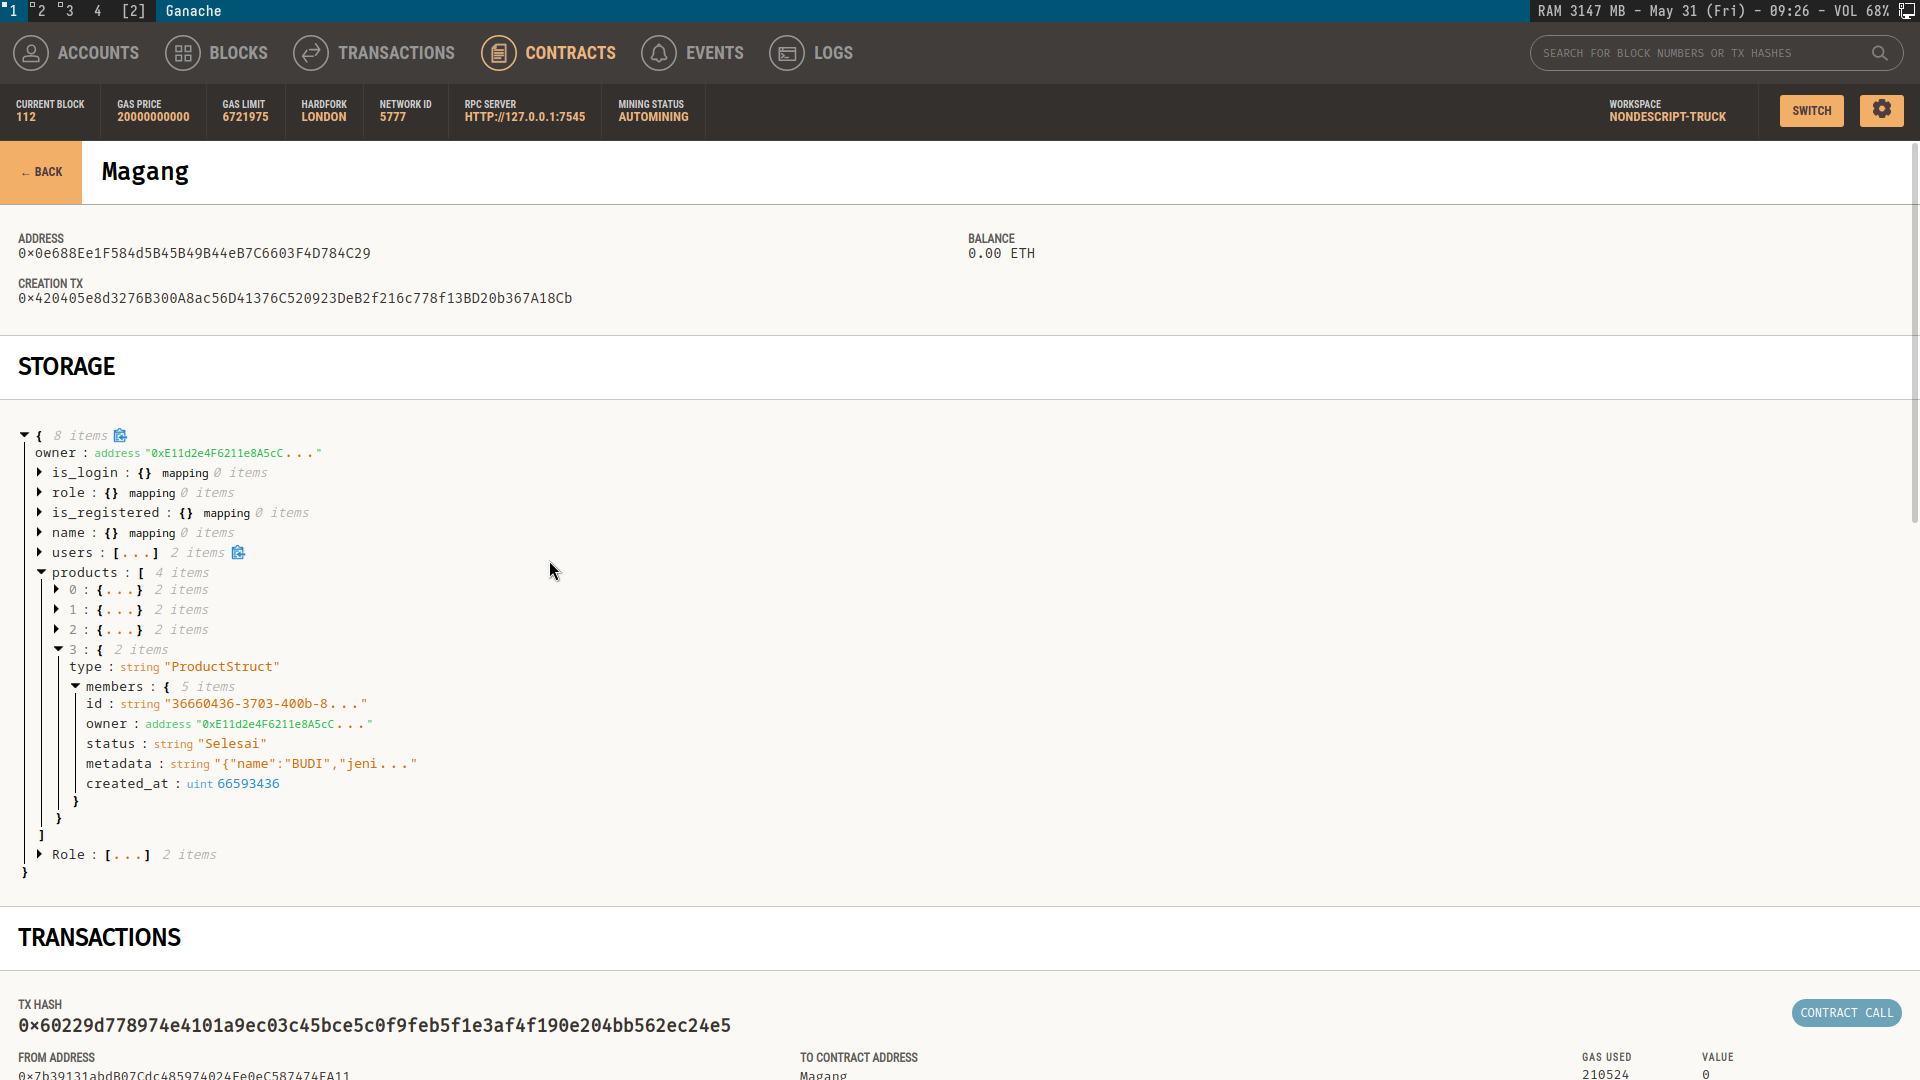 1 2 3 4 [2] Ganache RAM 3147 MB - May 31 (Fri) - 09:26 - VOL 68%
ACCOUNTS BLOCKS TRANSACTIONS CONTRACTS EVENTS LOGS SEARCH FOR BLOCK NUMBERS OR TX HASHES
CURRENT BLOCK GAS PRICE GAS LIMIT HARDFORK NETWORK ID RPC SERVER MINING STATUS WORKSPACE
112 20000000000 6721975 LONDON 5777 HTTP://127.0.0.1:7545 AUTOMINING NONDESCRIPT-TRUCK SWITCH
← BACK Magang
ADDRESS BALANCE
0×0e688Ee1F584d5B45B49B44eB7C6603F4D784C29 0.00 ETH
CREATION TX
0×420405e8d3276B300A8ac56D41376C520923DeB2f216c778f13BD20b367A18Cb
STORAGE
{ 8 items
owner : address "0xE11d2e4F6211e8A5cC..."
is_login : {} mapping 0 items
role : {} mapping 0 items
is_registered : {} mapping 0 items
name : {} mapping 0 items
users : [...] 2 items
products : [ 4 items
0 : {...} 2 items
1 : {...} 2 items
2 : {...} 2 items
3 : { 2 items
type : string "ProductStruct"
members : { 5 items
id : string "36660436-3703-400b-8..."
owner : address "0xE11d2e4F6211e8A5cC..."
status : string "Selesai"
metadata : string "{"name":"BUDI","jeni..."
created_at : uint 66593436
}
}
]
Role : [...] 2 items
}
TRANSACTIONS
TX HASH
0×60229d778974e4101a9ec03c45bce5c0f9feb5f1e3af4f190e204bb562ec24e5 CONTRACT CALL
FROM ADDRESS TO CONTRACT ADDRESS GAS USED VALUE
0×7b39131abdB07Cdc485974024Fe0eC587474FA11 Magang 210524 0